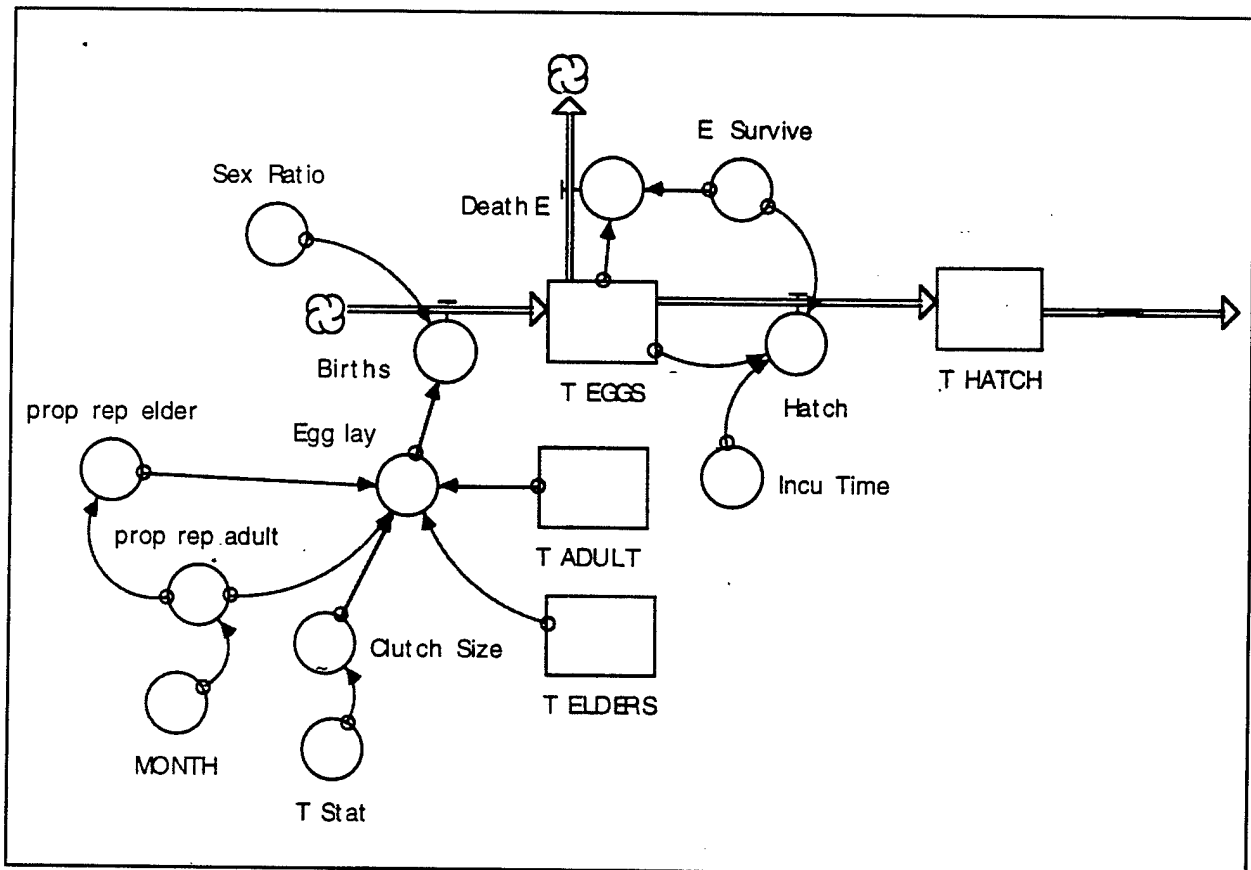 E Survive
Sex Ratio
Death E
Births
T EGGS
T HATCH
Hatch
prop rep elder
Egg lay
Incu Time
prop rep adult
T ADULT
Clutch Size
T ELDERS
MONTH
T Stat